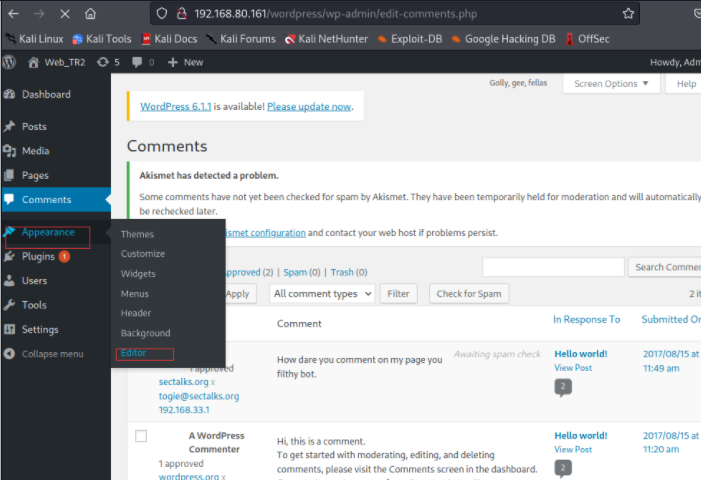 192.168.80.161/wordpress/wp-admin/edit-comments.php
Kali Linux Kali Tools Kali Docs Kali Forums Kali NetHunter Exploit-DB Google Hacking DB OffSec
Web_TR2 5 0 + New Howdy, Adm
Golly, gee, fellas Screen Options ▼ Help
Dashboard
Posts
Media
Pages
Comments
Appearance
Plugins 1
Users
Tools
Settings
Collapse menu
Themes
Customize
Widgets
Menus
Header
Background
Editor
WordPress 6.1.1 is available! Please update now.
Comments
Akismet has detected a problem.
Some comments have not yet been checked for spam by Akismet. They have been temporarily held for moderation and will automatically
be rechecked later.
ismet configuration and contact your web host if problems persist.
pproved (2) | Spam (0) | Trash (0)
Search Commen
Apply All comment types Filter Check for Spam 2 it
Comment In Response To Submitted On
1 approved
sectalks.org x
togie@sectalks.org
192.168.33.1
How dare you comment on my page you
filthy bot.
Awaiting spam check
Hello world!
View Post
2
2017/08/15 at
11:49 am
A WordPress
Commenter
1 approved
wordpress.org x
Hi, this is a comment.
To get started with moderating, editing, and deleting
comments, please visit the Comments screen in the dashboard.
Hello world!
View Post
2
2017/08/15 at
11:20 am